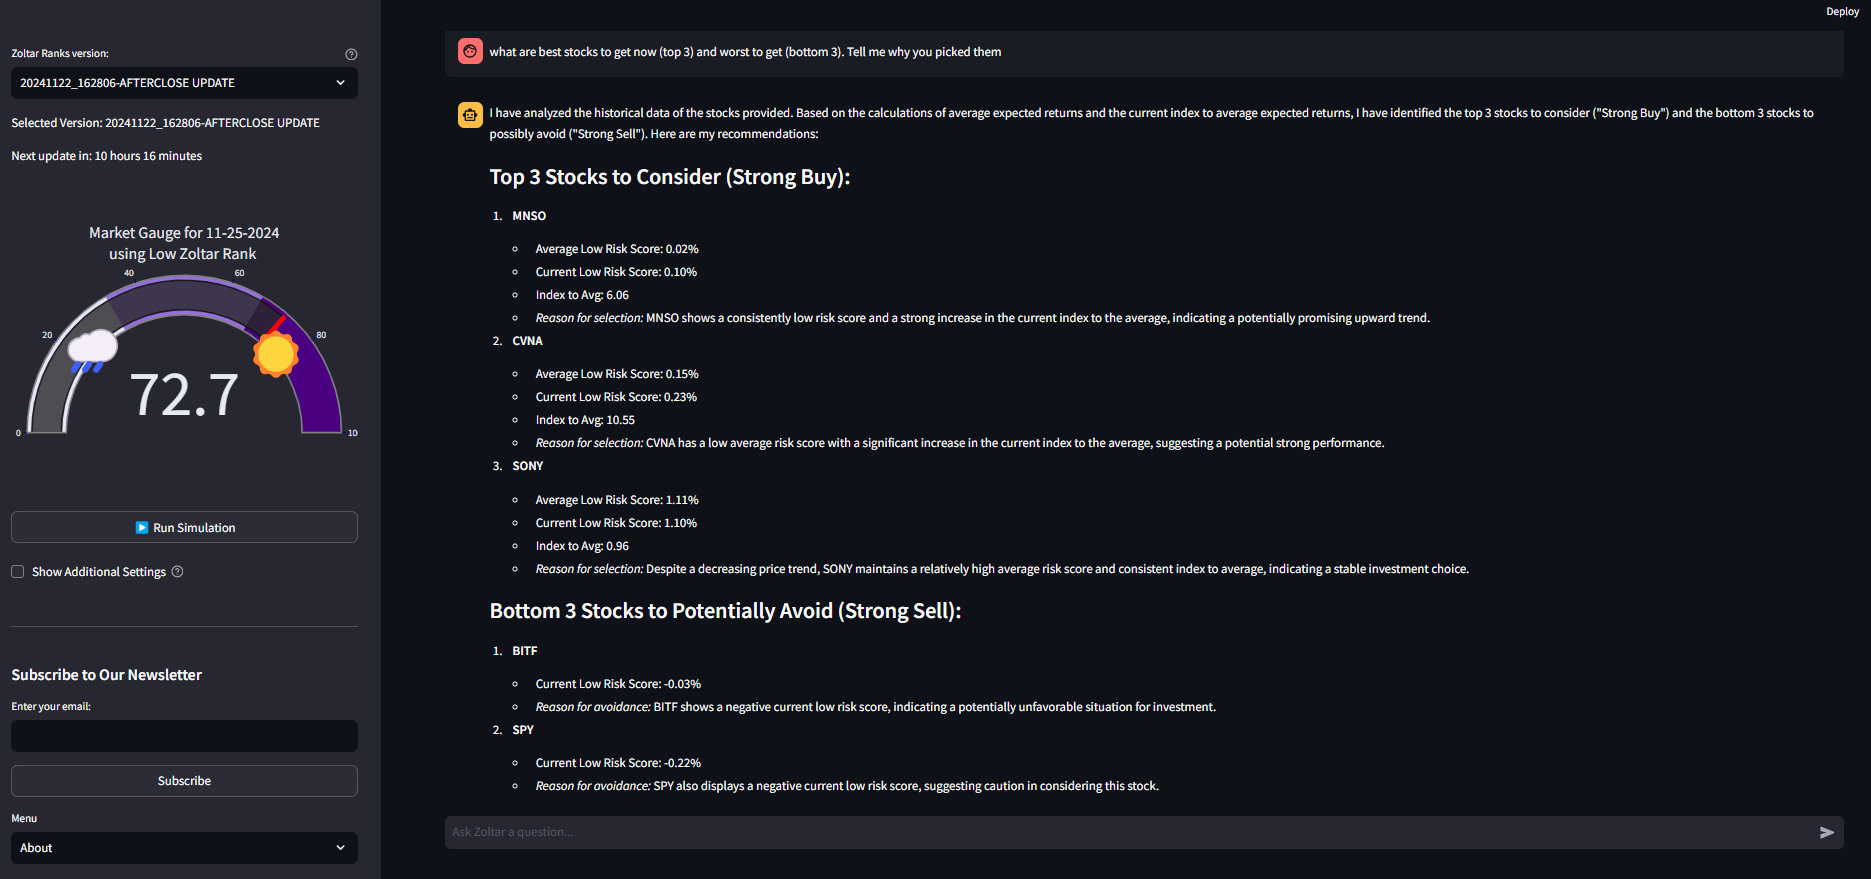 Deploy
Zoltar Ranks version:
20241122_162806-AFTERCLOSE UPDATE
Selected Version: 20241122_162806-AFTERCLOSE UPDATE
Next update in: 10 hours 16 minutes
Market Gauge for 11-25-2024
using Low Zoltar Rank
0
20
40
60
80
10
72.7
Run Simulation
Show Additional Settings
Subscribe to Our Newsletter
Enter your email:
Subscribe
Menu
About
what are best stocks to get now (top 3) and worst to get (bottom 3). Tell me why you picked them
I have analyzed the historical data of the stocks provided. Based on the calculations of average expected returns and the current index to average expected returns, I have identified the top 3 stocks to consider ("Strong Buy") and the bottom 3 stocks to
possibly avoid ("Strong Sell"). Here are my recommendations:
Top 3 Stocks to Consider (Strong Buy):
1. MNSO
Average Low Risk Score: 0.02%
Current Low Risk Score: 0.10%
Index to Avg: 6.06
Reason for selection: MNSO shows a consistently low risk score and a strong increase in the current index to the average, indicating a potentially promising upward trend.
2. CVNA
Average Low Risk Score: 0.15%
Current Low Risk Score: 0.23%
Index to Avg: 10.55
Reason for selection: CVNA has a low average risk score with a significant increase in the current index to the average, suggesting a potential strong performance.
3. SONY
Average Low Risk Score: 1.11%
Current Low Risk Score: 1.10%
Index to Avg: 0.96
Reason for selection: Despite a decreasing price trend, SONY maintains a relatively high average risk score and consistent index to average, indicating a stable investment choice.
Bottom 3 Stocks to Potentially Avoid (Strong Sell):
1. BITF
Current Low Risk Score: -0.03%
Reason for avoidance: BITF shows a negative current low risk score, indicating a potentially unfavorable situation for investment.
2. SPY
Current Low Risk Score: -0.22%
Reason for avoidance: SPY also displays a negative current low risk score, suggesting caution in considering this stock.
Ask Zoltar a question...